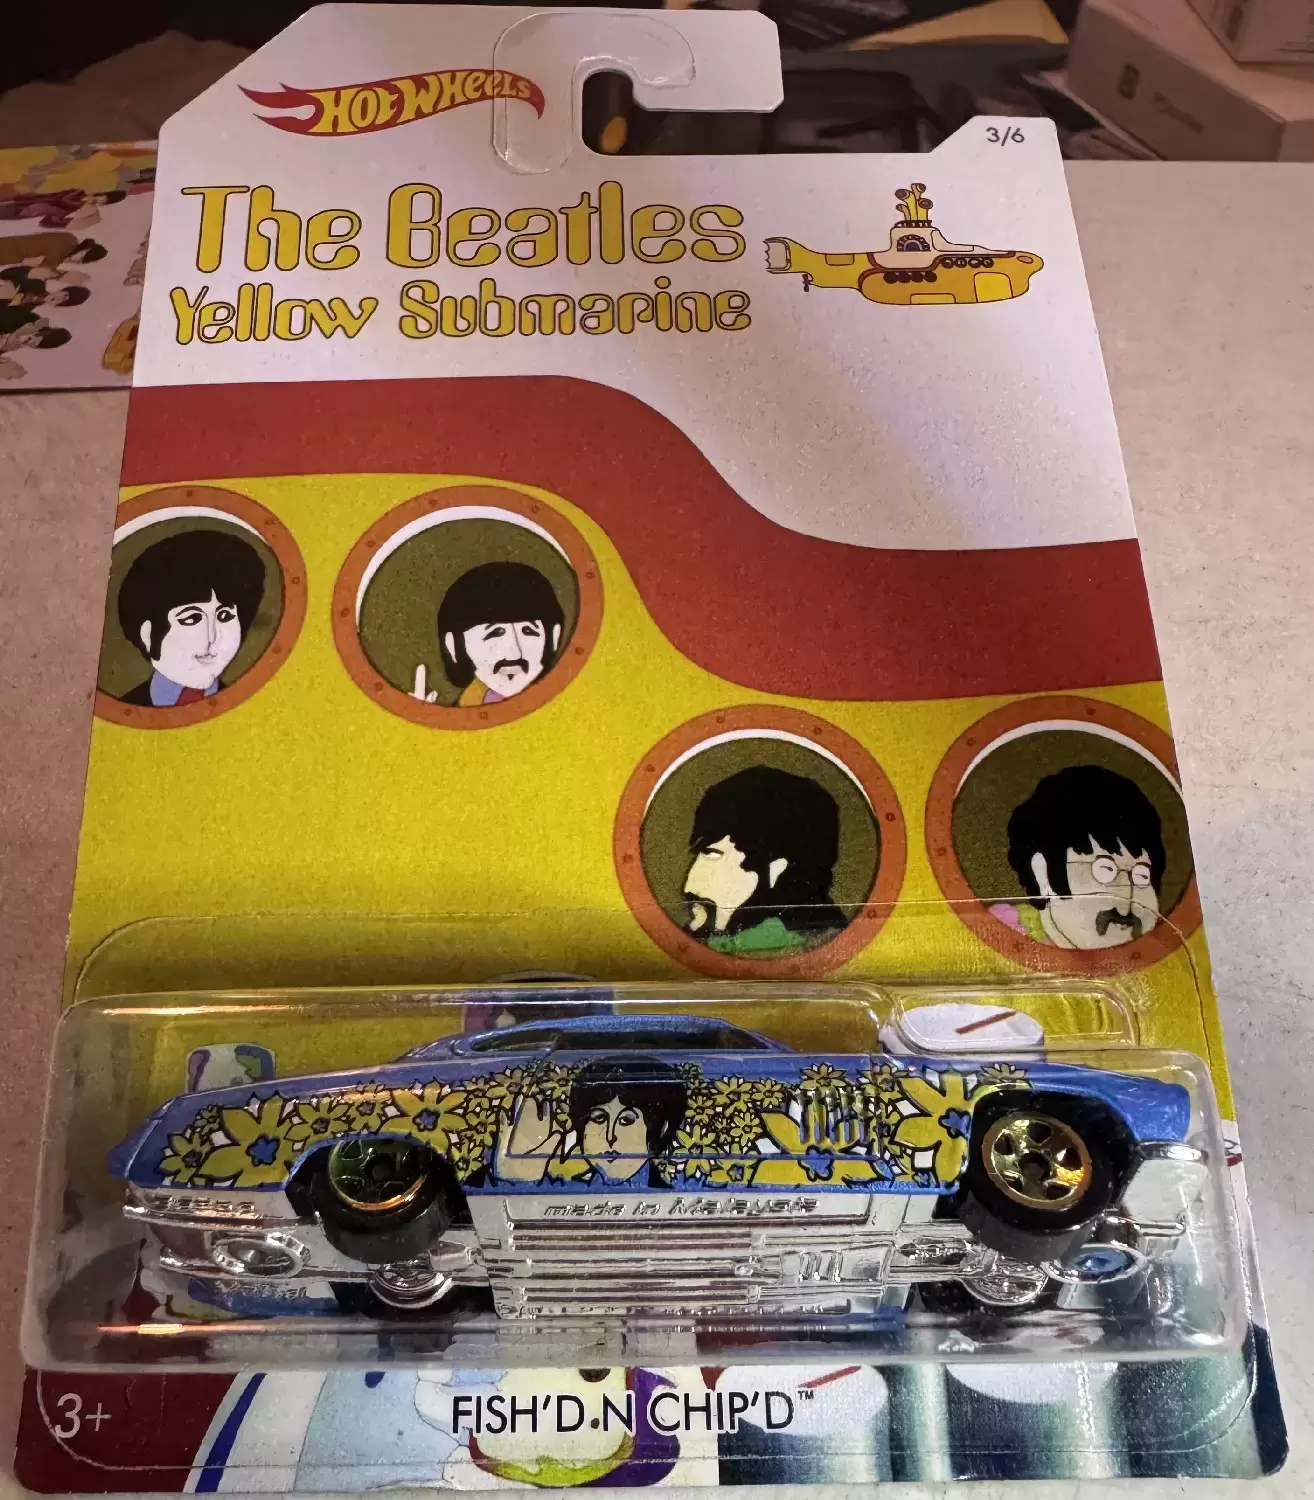 HOT WHEELS
3/6
The Beatles
Yellow Submarine
made in Malaysia
3+
FISH'D N CHIP'D™